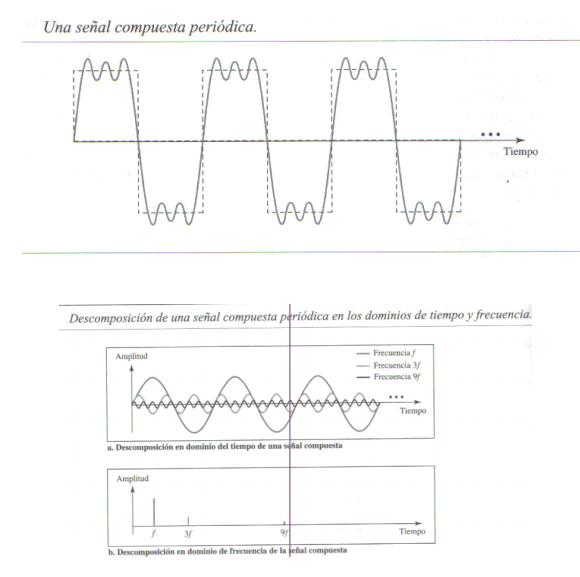 Una señal compuesta periódica.
...
Tiempo
Descomposición de una señal compuesta periódica en los dominios de tiempo y frecuencia.
Amplitud
Frecuencia f
Frecuencia 3f
Frecuencia 9f
...
Tiempo
a. Descomposición en dominio del tiempo de una señal compuesta
Amplitud
f 3f 9f Tiempo
b. Descomposición en dominio de frecuencia de la señal compuesta